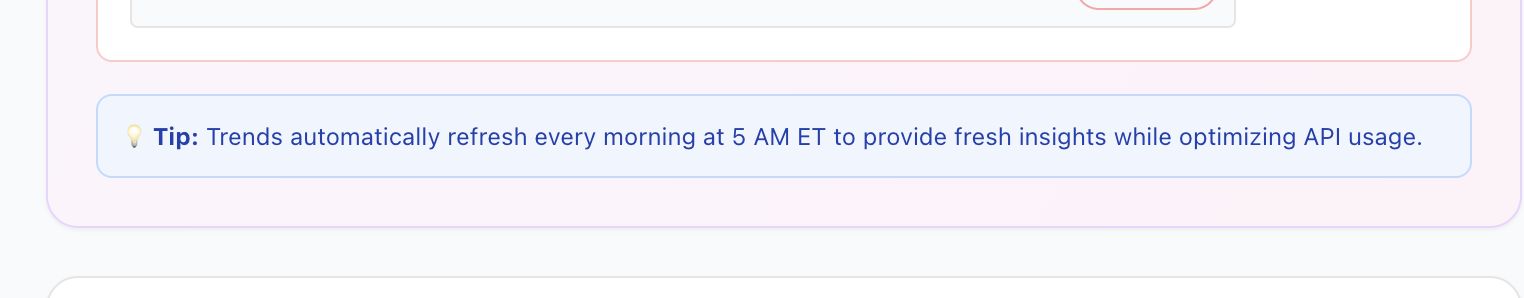 💡 Tip: Trends automatically refresh every morning at 5 AM ET to provide fresh insights while optimizing API usage.